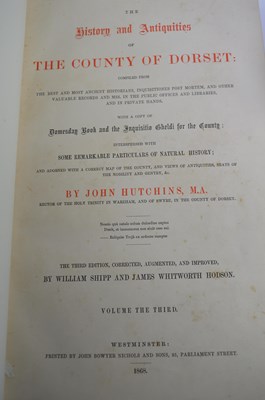 THE
History and Antiquities
OF
THE COUNTY OF DORSET:
COMPILED FROM
THE BEST AND MOST ANCIENT HISTORIANS, INQUISITIONES POST MORTEM, AND OTHER
VALUABLE RECORDS AND MSS. IN THE PUBLIC OFFICES AND LIBRARIES,
AND IN PRIVATE HANDS.
WITH A COPY OF
Domesday Book and the Inquisitio Gheldi for the County:
INTERSPERSED WITH
SOME REMARKABLE PARTICULARS OF NATURAL HISTORY;
AND ADORNED WITH A CORRECT MAP OF THE COUNTY, AND VIEWS OF ANTIQUITIES, SEATS OF
THE NOBILITY AND GENTRY, &c.
BY JOHN HUTCHINS, M.A.
RECTOR OF THE HOLY TRINITY IN WAREHAM, AND OF SWYRE, IN THE COUNTY OF DORSET.
THE THIRD EDITION, CORRECTED, AUGMENTED, AND IMPROVED,
BY WILLIAM SHIPP AND JAMES WHITWORTH HODSON.
VOLUME THE THIRD.
WESTMINSTER:
PRINTED BY JOHN BOWYER NICHOLS AND SONS, 25, PARLIAMENT STREET.
1868.